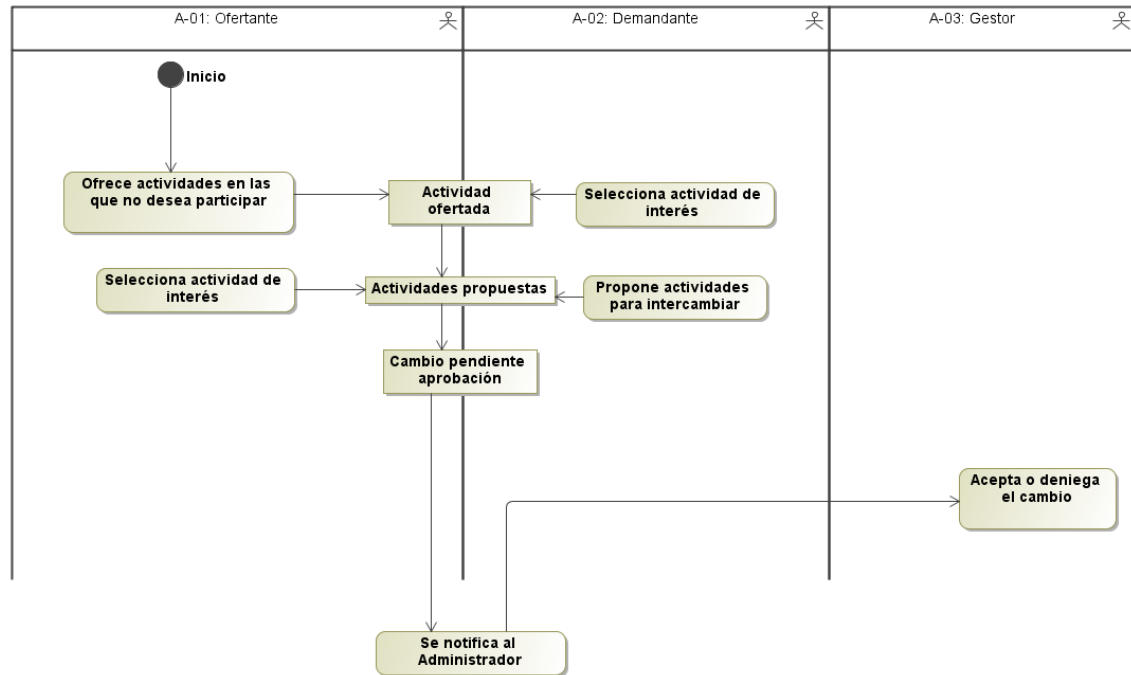 A-01: Ofertante
A-02: Demandante
A-03: Gestor
Inicio
Ofrece actividades en las
que no desea participar
Actividad
ofertada
Selecciona actividad de
interés
Selecciona actividad de
interés
Actividades propuestas
Propone actividades
para intercambiar
Cambio pendiente
aprobación
Acepta o deniega
el cambio
Se notifica al
Administrador